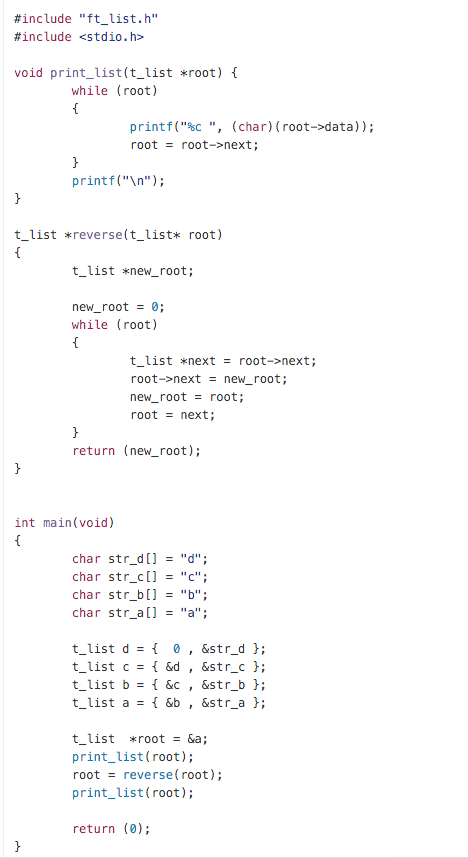 #include "ft_list.h"
#include <stdio.h>

void print_list(t_list *root) {
        while (root)
        {
                printf("%c ", (char)(root->data));
                root = root->next;
        }
        printf("\n");
}

t_list *reverse(t_list* root)
{
        t_list *new_root;

        new_root = 0;
        while (root)
        {
                t_list *next = root->next;
                root->next = new_root;
                new_root = root;
                root = next;
        }
        return (new_root);
}


int main(void)
{
        char str_d[] = "d";
        char str_c[] = "c";
        char str_b[] = "b";
        char str_a[] = "a";

        t_list d = {  0 , &str_d };
        t_list c = { &d , &str_c };
        t_list b = { &c , &str_b };
        t_list a = { &b , &str_a };

        t_list  *root = &a;
        print_list(root);
        root = reverse(root);
        print_list(root);

        return (0);
}